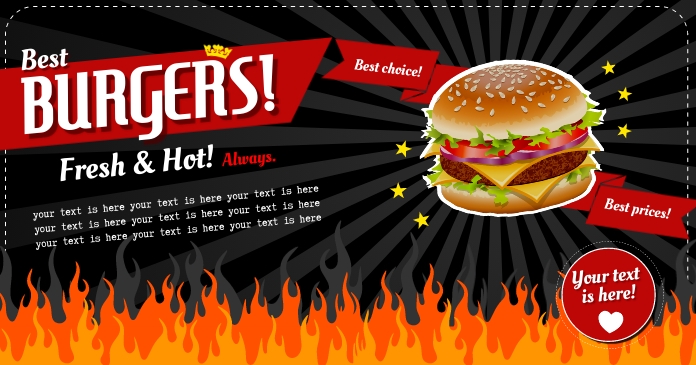 Best
BURGERS!
Fresh & Hot! Always.
your text is here your text is here your text is here
your text is here your text is here your text is here
your text is here your text is here your text is here
Best choice!
Best prices!
Your text
is here!